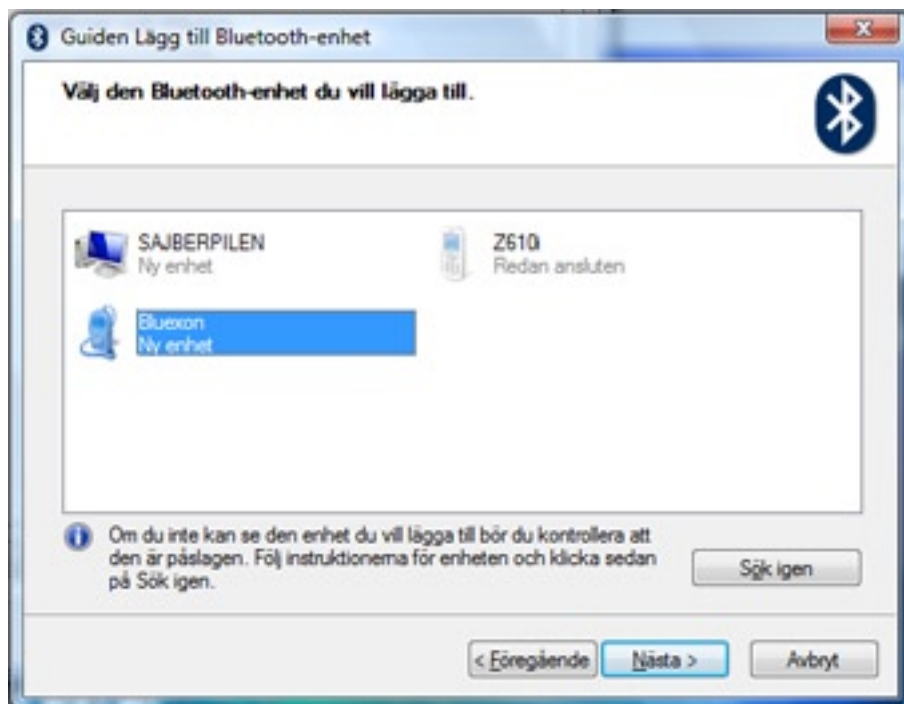 Guiden Lägg till Bluetooth-enhet
Välj den Bluetooth-enhet du vill lägga till.
SAJBERPILEN
Ny enhet
Z610i
Redan ansluten
Bluexon
Ny enhet
Om du inte kan se den enhet du vill lägga till bör du kontrollera att
den är påslagen. Följ instruktionerna för enheten och klicka sedan
på Sök igen.
Sök igen
< Föregående
Nästa >
Avbryt